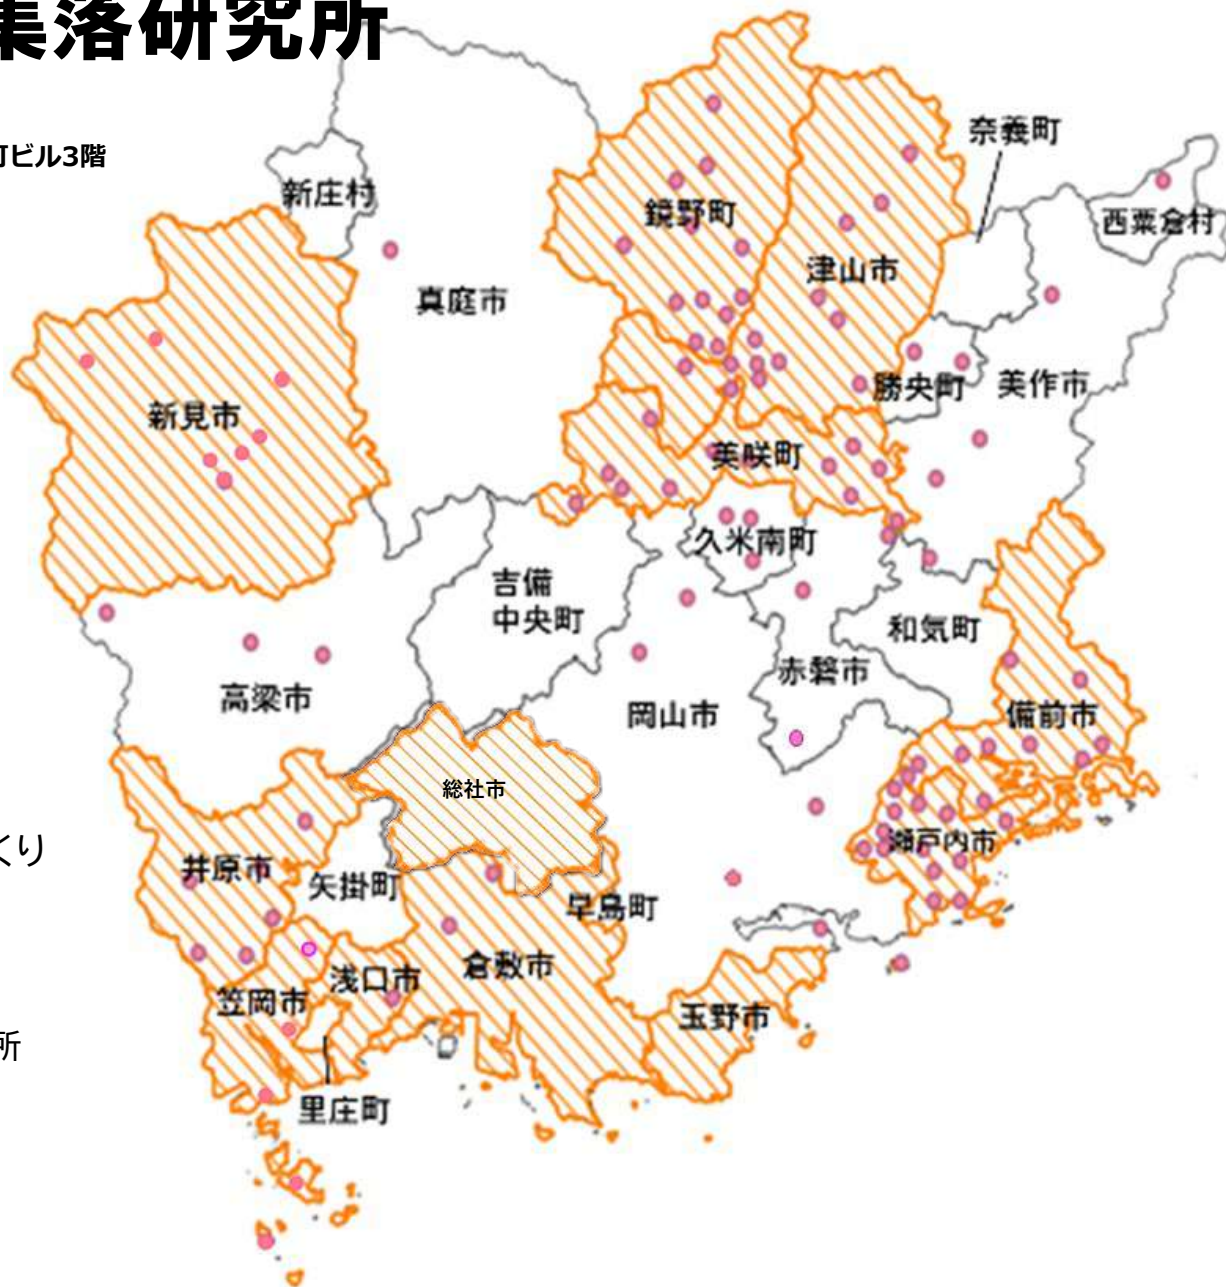 集落研究所
町ビル3階
奈義町
新庄村
鏡野町
西粟倉村
津山市
真庭市
勝央町
美作市
新見市
美咲町
久米南町
吉備
中央町
和気町
赤磐市
高梁市
岡山市
備前市
総社市
くり
瀬戸内市
井原市
矢掛町
早島町
倉敷市
浅口市
笠岡市
玉野市
所
里庄町